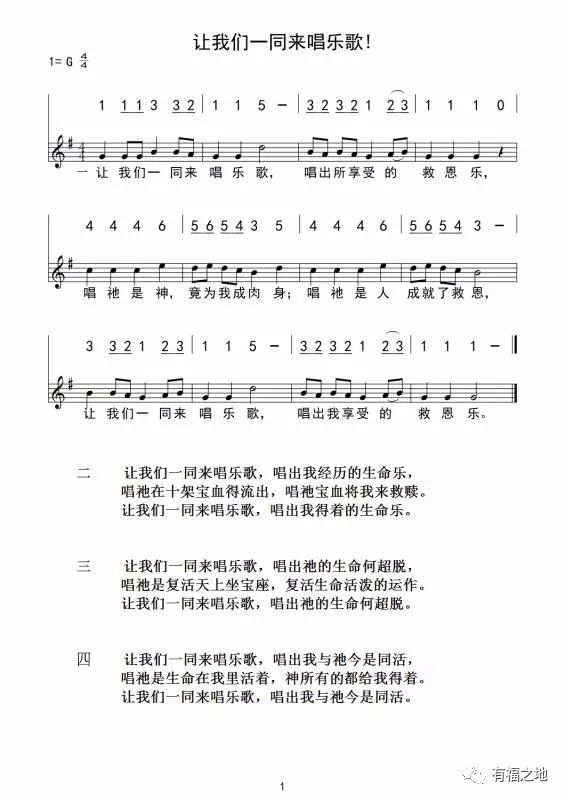 让我们一同来唱乐歌！
1= G 4/4
1 1 1 3 3 2 | 1 1 5 — | 3 2 3 2 1 2 3 | 1 1 1 0
一让 我们一 同来 唱乐 歌， 唱出所享受的 救恩乐，
4 4 4 6 | 5 6 5 4 3 5 | 4 4 4 6 | 5 6 5 4 3 —
唱 祂 是 神， 竟为我成肉 身； 唱 祂 是 人 成就了救恩，
3 3 2 1 2 3 | 1 1 5 — | 3 2 3 2 1 2 3 | 1 1 1 —
让 我们一 同来 唱乐 歌， 唱出我享受的 救恩乐。
二 让我们一同来唱乐歌，唱出我经历的生命乐，
唱祂在十架宝血得流出，唱祂宝血将我来救赎。
让我们一同来唱乐歌，唱出我得着的生命乐。
三 让我们一同来唱乐歌，唱出祂的生命何超脱，
唱祂是复活天上坐宝座，复活生命活泼的运作。
让我们一同来唱乐歌，唱出祂的生命何超脱。
四 让我们一同来唱乐歌，唱出我与祂今是同活，
唱祂是生命在我里活着，神所有的都给我得着。
让我们一同来唱乐歌，唱出我与祂今是同活。
1
有福之地